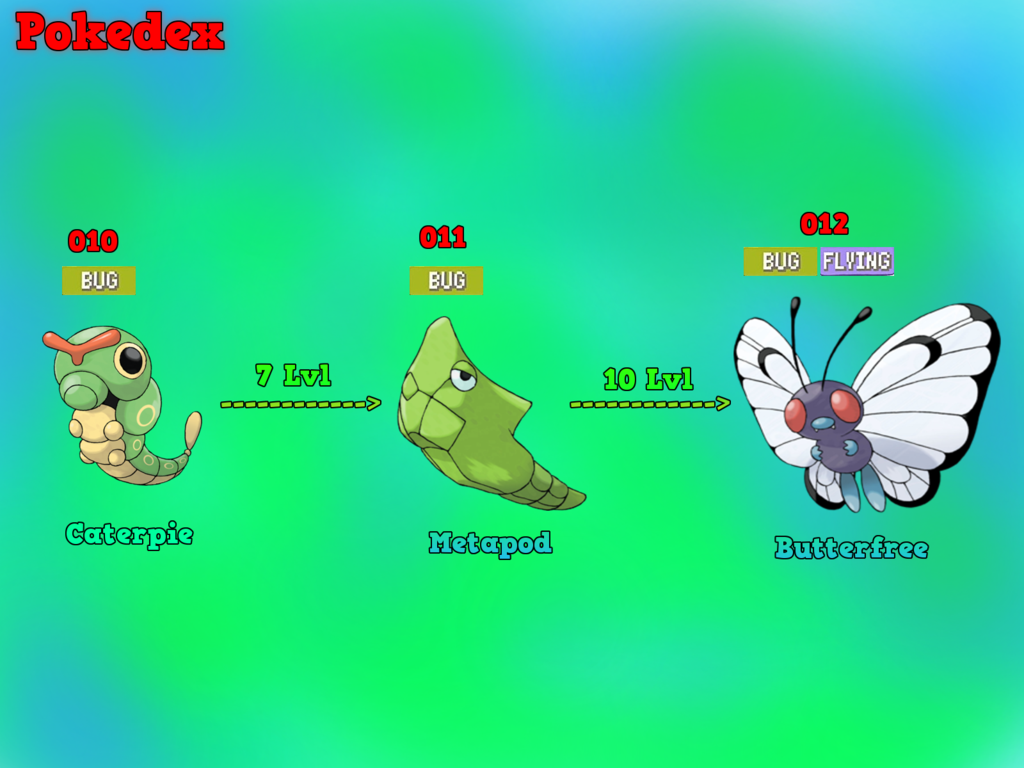 Pokedex
010
BUG
7 Lvl
Caterpie
011
BUG
10 Lvl
Metapod
012
BUG FLYING
Butterfree